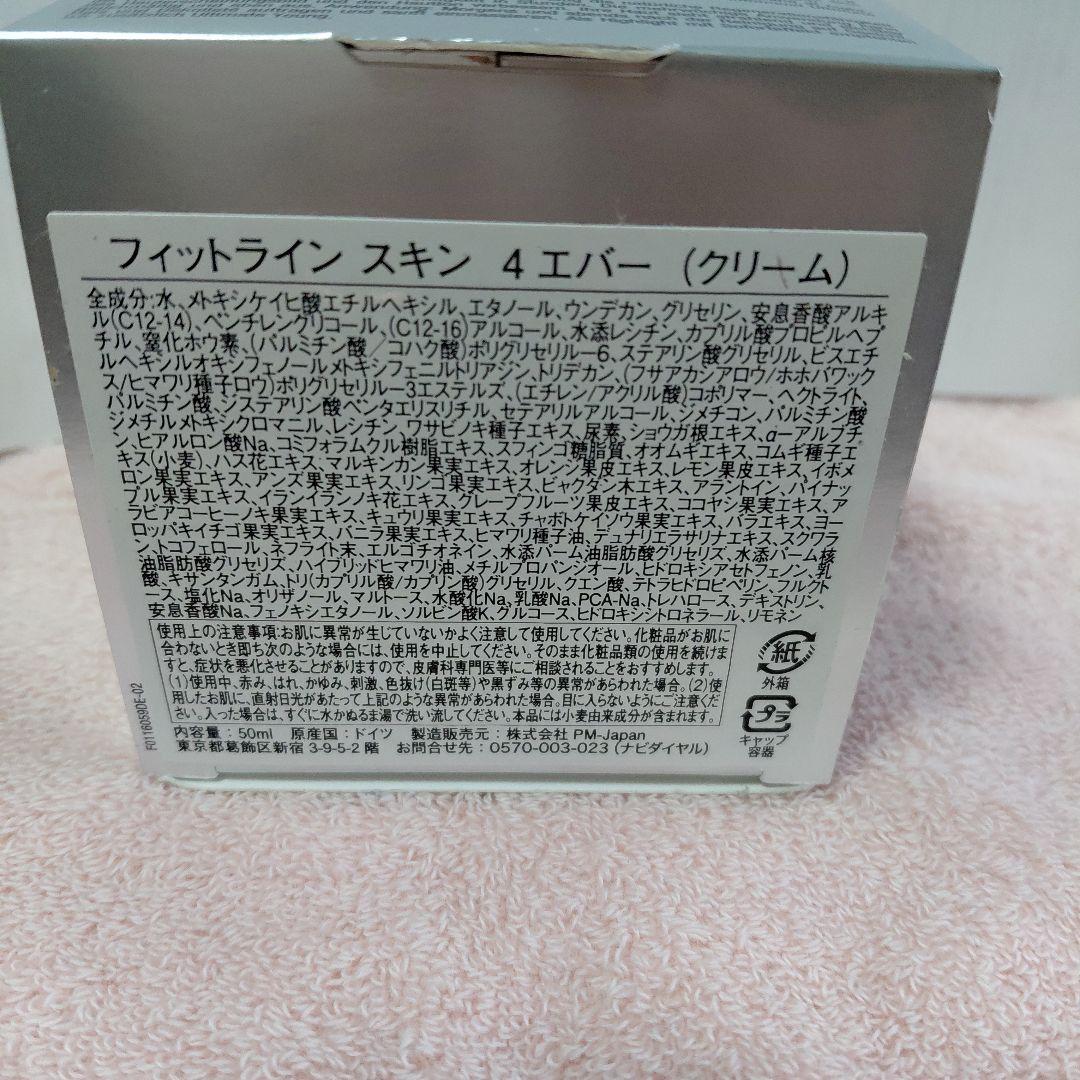 フィットライン スキン 4 エバー (クリーム)
全成分:水、メトキシケイヒ酸エチルヘキシル、エタノール、ウンデカン、グリセリン、安息香酸アルキ
ル(C12-14)、ペンチレングリコール、(C12-16)アルコール、水添レシチン、カプリル酸プロピルヘプ
チル、窒化ホウ素、(パルミチン酸／コハク酸)ポリグリセリル－6、ステアリン酸グリセリル、ビスエチ
ルヘキシルオキシフェノールメトキシフェニルトリアジン、トリデカン、(フサアカシアロウ/ホホバワック
ス/ヒマワリ種子ロウ)ポリグリセリル－3エステルズ、(エチレン/アクリル酸)コポリマー、ヘクトライト、
パルミチン酸、ジステアリン酸ペンタエリスリチル、セテアリルアルコール、ジメチコン、パルミチン酸
ジメチルメトキシクロマニル、レシチン、ワサビノキ種子エキス、尿素、ショウガ根エキス、α－アルブチ
ン、ヒアルロン酸Na、コミフォラムクル樹脂エキス、スフィンゴ糖脂質、オオムギエキス、コムギ種子エ
キス(小麦)、ハス花エキス、マルキンカン果実エキス、オレンジ果皮エキス、レモン果皮エキス、イポメ
ロン果実エキス、アンズ果実エキス、リンゴ果実エキス、ビャクダン木エキス、アラントイン、パイナッ
プル果実エキス、イランイランノキ花エキス、グレープフルーツ果皮エキス、ココヤシ果実エキス、ア
ラビアコーヒーノキ果実エキス、キュウリ果実エキス、チャボトケイソウ果実エキス、バラエキス、ヨー
ロッパキイチゴ果実エキス、バニラ果実エキス、ヒマワリ種子油、デュナリエラサリナエキス、スクワラ
ン、トコフェロール、ネフライト末、エルゴチオネイン、水添パーム油脂肪酸グリセリズ、水添パーム核
油脂肪酸グリセリズ、ハイブリッドヒマワリ油、メチルプロパンジオール、ヒドロキシアセトフェノン、乳
酸、キサンタンガム、トリ(カプリル酸/カプリン酸)グリセリル、クエン酸、テトラヒドロピペリン、フルクト
ース、塩化Na、オリザノール、マルトース、水酸化Na、乳酸Na、PCA-Na、トレハロース、デキストリン、
安息香酸Na、フェノキシエタノール、ソルビン酸K、グルコース、ヒドロキシシトロネラール、リモネン
使用上の注意事項:お肌に異常が生じていないかよく注意して使用してください。化粧品がお肌に
合わないとき即ち次のような場合には、使用を中止してください。そのまま化粧品類の使用を続けま
すと、症状を悪化させることがありますので、皮膚科専門医等にご相談されることをおすすめします。
(1)使用中、赤み、はれ、かゆみ、刺激、色抜け(白斑等)や黒ずみ等の異常があらわれた場合。(2)使
用したお肌に、直射日光があたって上記のような異常があらわれた場合。目に入らないようにご注意くだ
さい。入った場合は、すぐに水かぬるま湯で洗い流してください。本品には小麦由来成分が含まれます。
内容量：50ml 原産国：ドイツ 製造販売元：株式会社 PM-Japan
東京都葛飾区新宿 3-9-5-2 階 お問合せ先：0570-003-023 (ナビダイヤル)
紙
外箱
プラ
キャップ
容器
F0116059DE-02